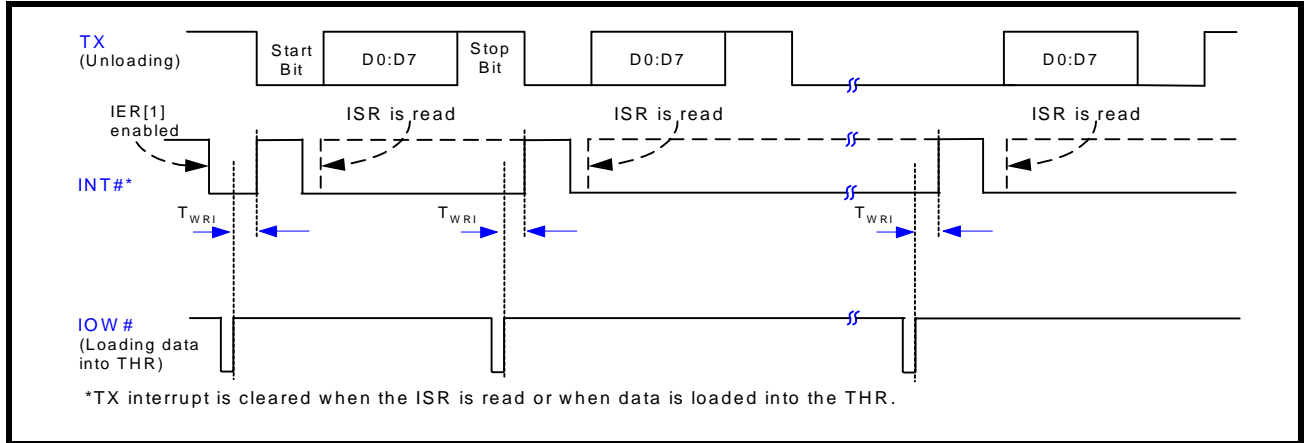 TX
(Unloading)
Start
Bit
D0:D7
Stop
Bit
D0:D7
D0:D7
IER[1]
enabled
ISR is read
ISR is read
ISR is read
INT#*
TWRI
TWRI
TWRI
IOW#
(Loading data
into THR)
*TX interrupt is cleared when the ISR is read or when data is loaded into the THR.